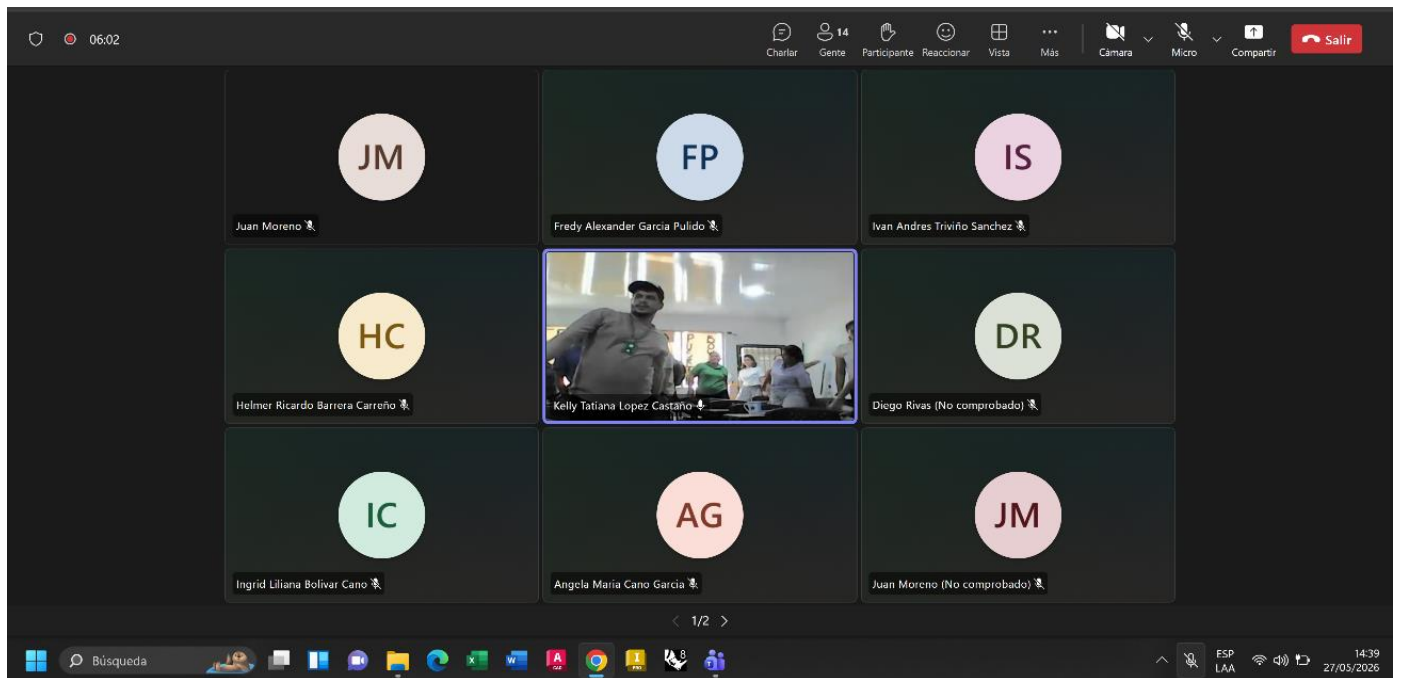 06:02
14
Charlar Gente Participante Reaccionar Vista Más Cámara Micro Compartir Salir
JM
Juan Moreno
FP
Fredy Alexander Garcia Pulido
IS
Ivan Andres Triviño Sanchez
HC
Helmer Ricardo Barrera Carreño
Kelly Tatiana Lopez Castaño
DR
Diego Rivas (No comprobado)
IC
Ingrid Liliana Bolivar Cano
AG
Angela Maria Cano Garcia
JM
Juan Moreno (No comprobado)
1/2
Búsqueda
ESP
LAA
14:39
27/05/2026